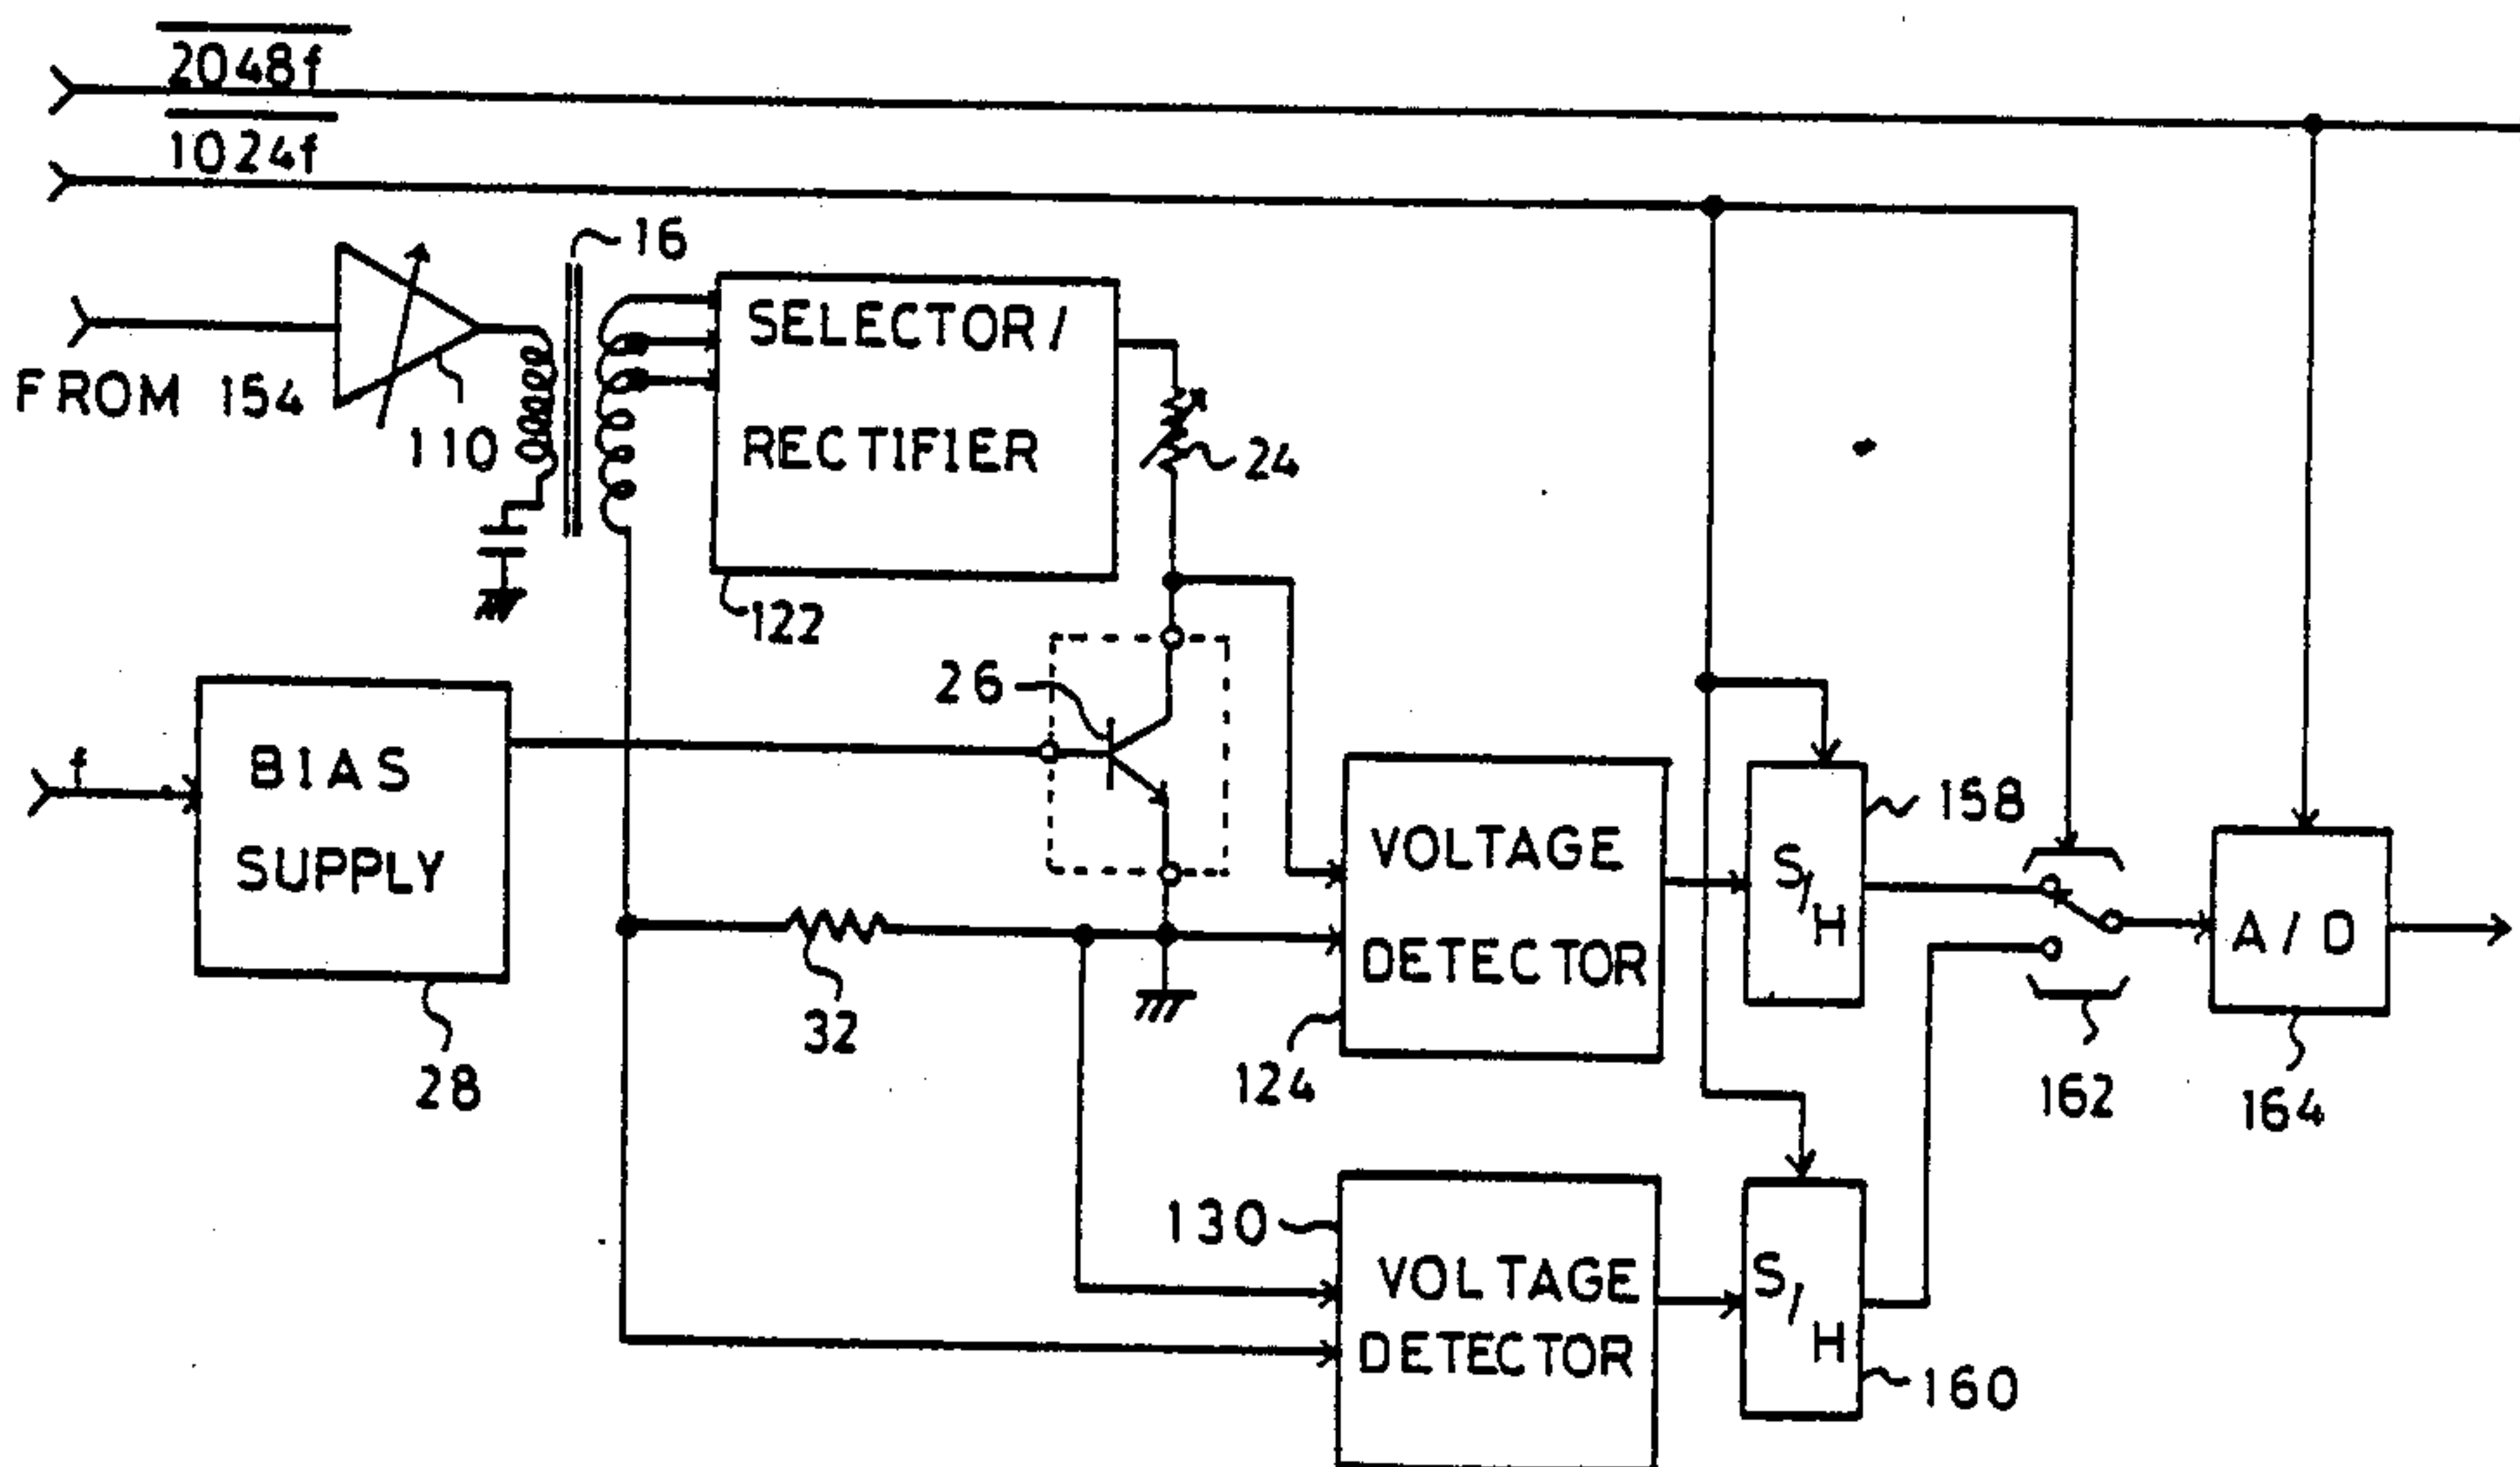 2048f
1024f
16
FROM 154
110
SELECTOR/
RECTIFIER
24
122
26
f
BIAS
SUPPLY
28
32
VOLTAGE
DETECTOR
124
S/H
158
162
A/D
164
130
VOLTAGE
DETECTOR
S/H
160